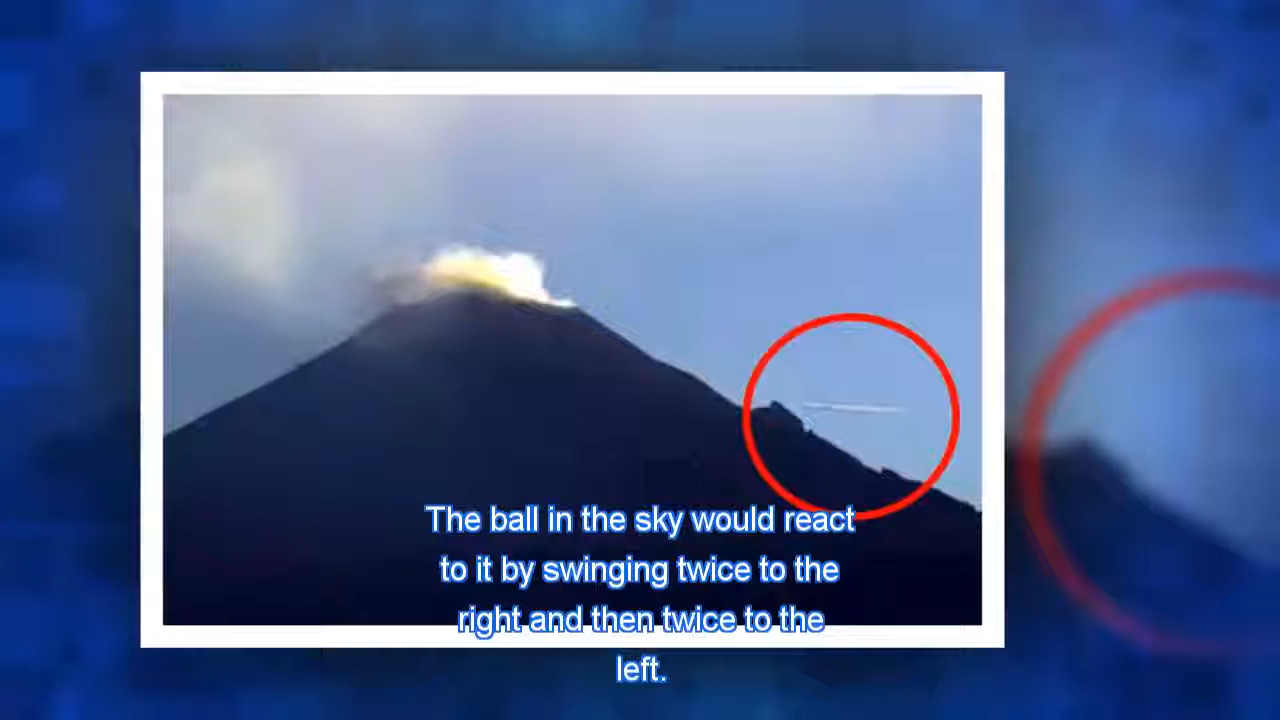 The ball in the sky would react
to it by swinging twice to the
right and then twice to the
left.